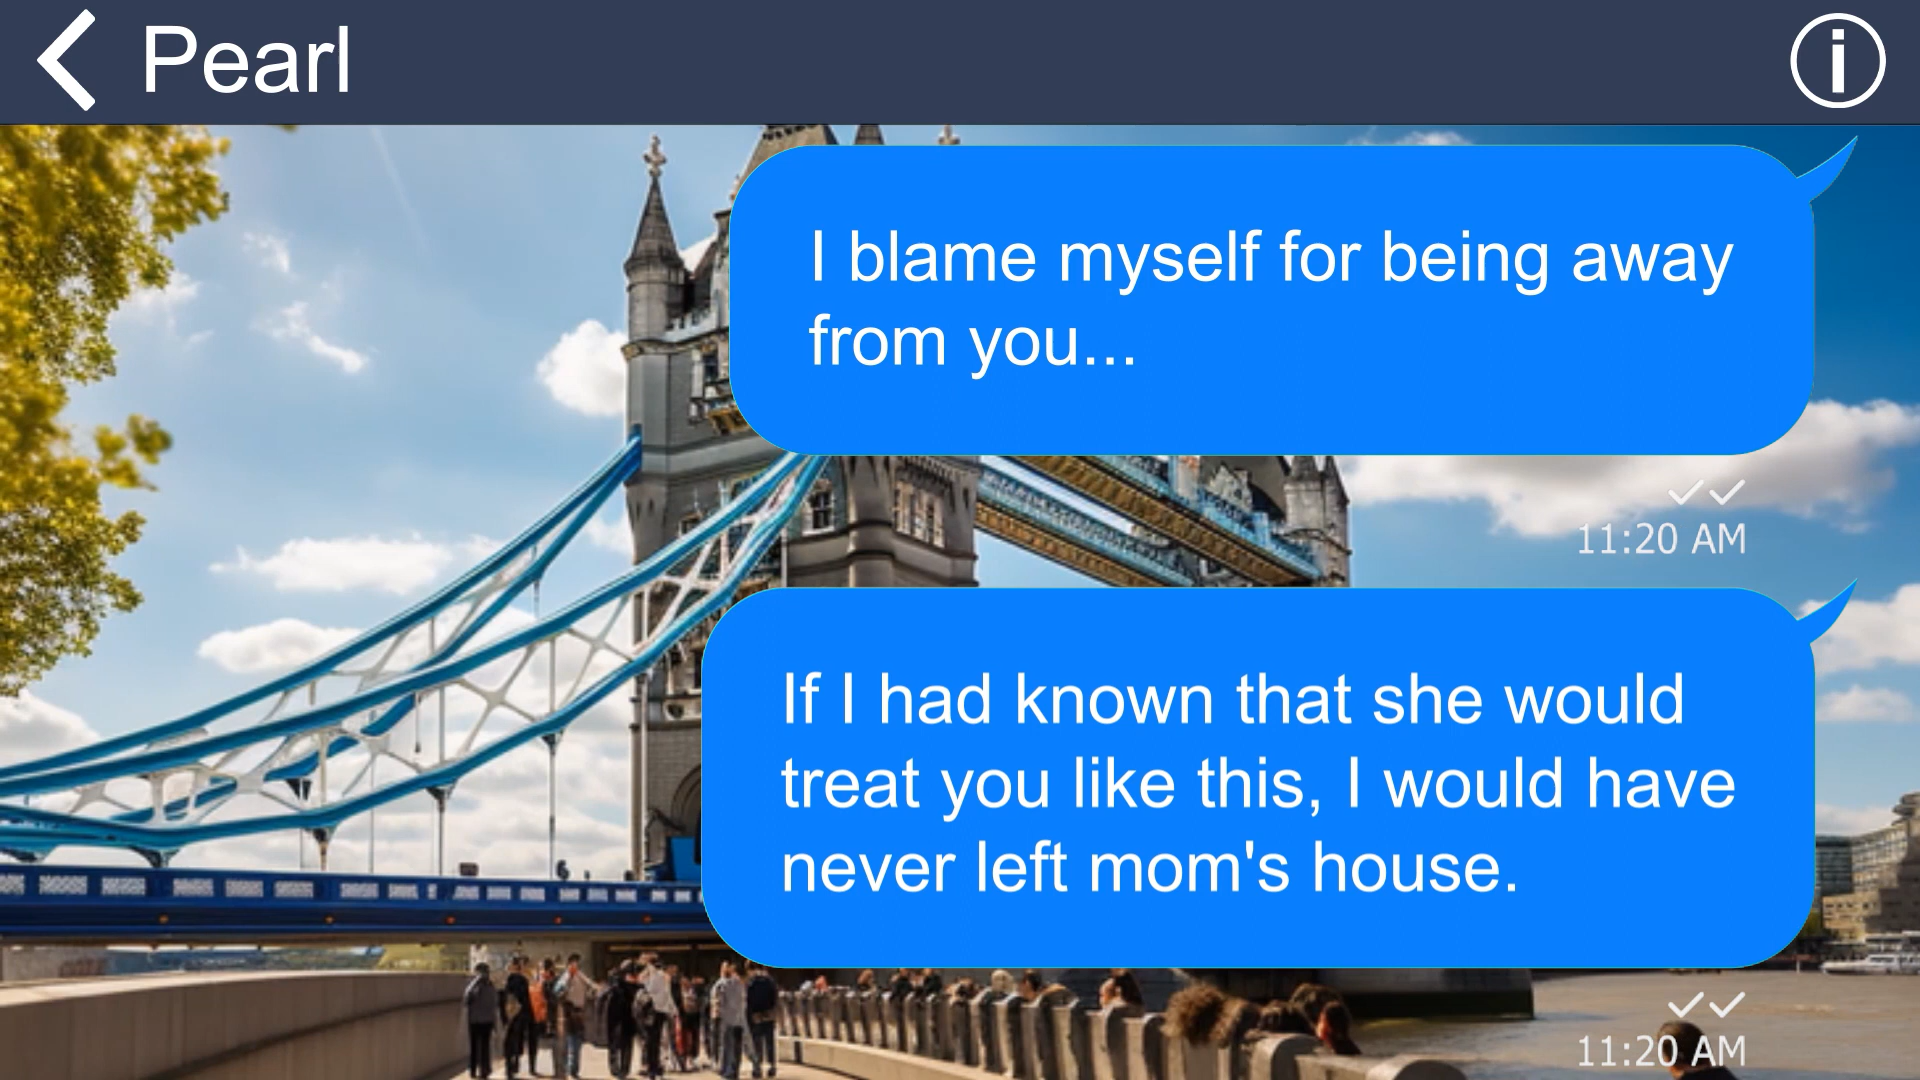 Pearl
I blame myself for being away
from you...
11:20 AM
If I had known that she would
treat you like this, I would have
never left mom's house.
11:20 AM